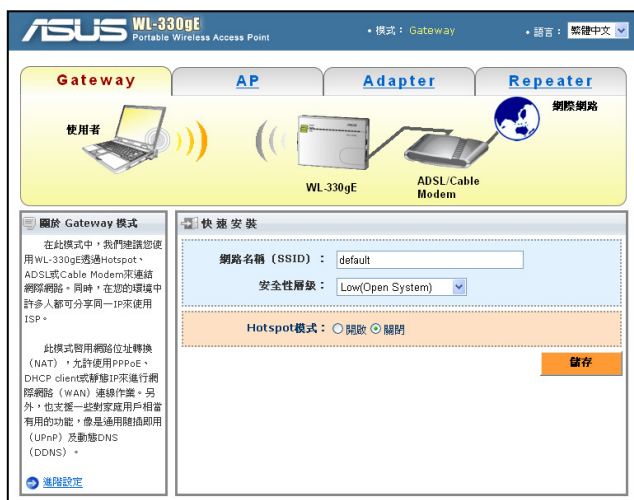 ASUS WL-330gE
Portable Wireless Access Point
• 模式： Gateway
• 語言： 繁體中文
Gateway
AP
Adapter
Repeater
使用者
網際網路
WL-330gE
ADSL/Cable
Modem
關於 Gateway 模式
在此模式中，我們建議您使
用WL-330gE透過Hotspot、
ADSL或Cable Modem來連結
網際網路。同時，在您的環境中
許多人都可分享同一IP來使用
ISP。
此模式啓用網路位址轉換
（NAT），允許使用PPPoE、
DHCP client或靜態IP來進行網
際網路（WAN）連線作業。另
外，也支援一些對家庭用戶相當
有用的功能，像是通用隨插即用
（UPnP）及動態DNS
（DDNS）。
進階設定
快速安裝
網路名稱（SSID）： default
安全性層級： Low(Open System)
Hotspot模式： 開啟 關閉
儲存